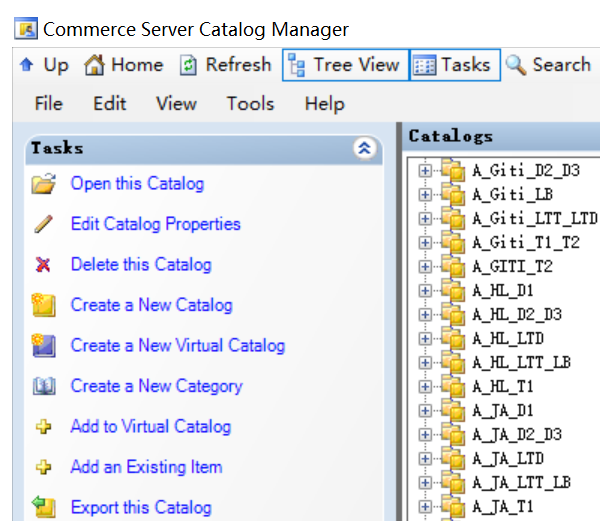 Commerce Server Catalog Manager
Up Home Refresh Tree View Tasks Search
File Edit View Tools Help
Tasks
Open this Catalog
Edit Catalog Properties
Delete this Catalog
Create a New Catalog
Create a New Virtual Catalog
Create a New Category
Add to Virtual Catalog
Add an Existing Item
Export this Catalog
Catalogs
A_Giti_D2_D3
A_Giti_LB
A_Giti_LTT_LTD
A_Giti_T1_T2
A_GITI_T2
A_HL_D1
A_HL_D2_D3
A_HL_LTD
A_HL_LTT_LB
A_HL_T1
A_JA_D1
A_JA_D2_D3
A_JA_LTD
A_JA_LTT_LB
A_JA_T1